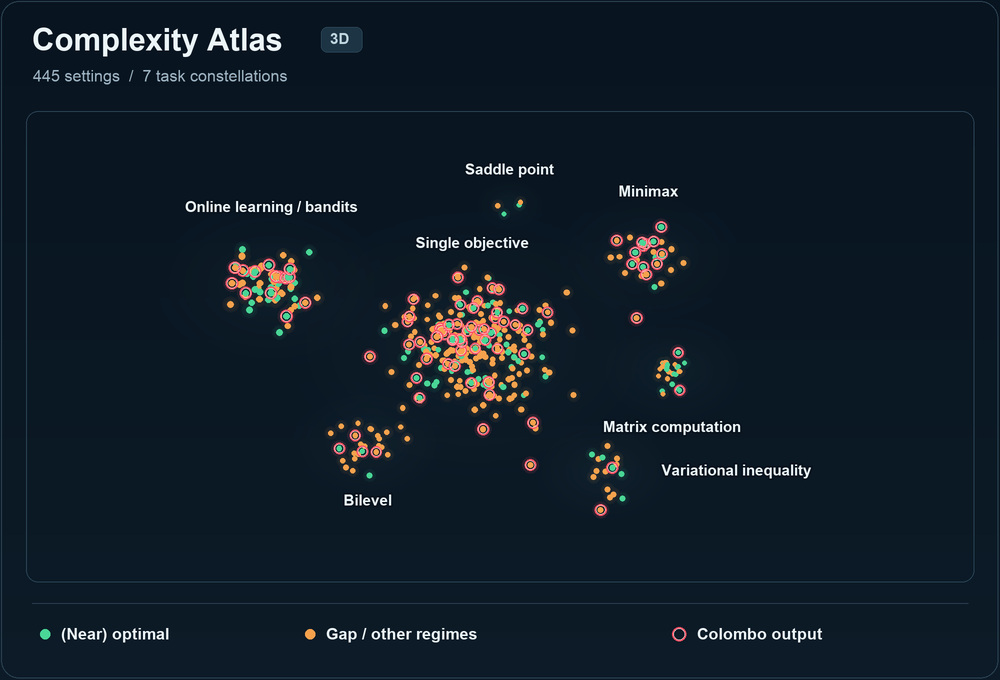 Complexity Atlas 3D
445 settings / 7 task constellations
Saddle point
Minimax
Online learning / bandits
Single objective
Matrix computation
Variational inequality
Bilevel
(Near) optimal
Gap / other regimes
Colombo output